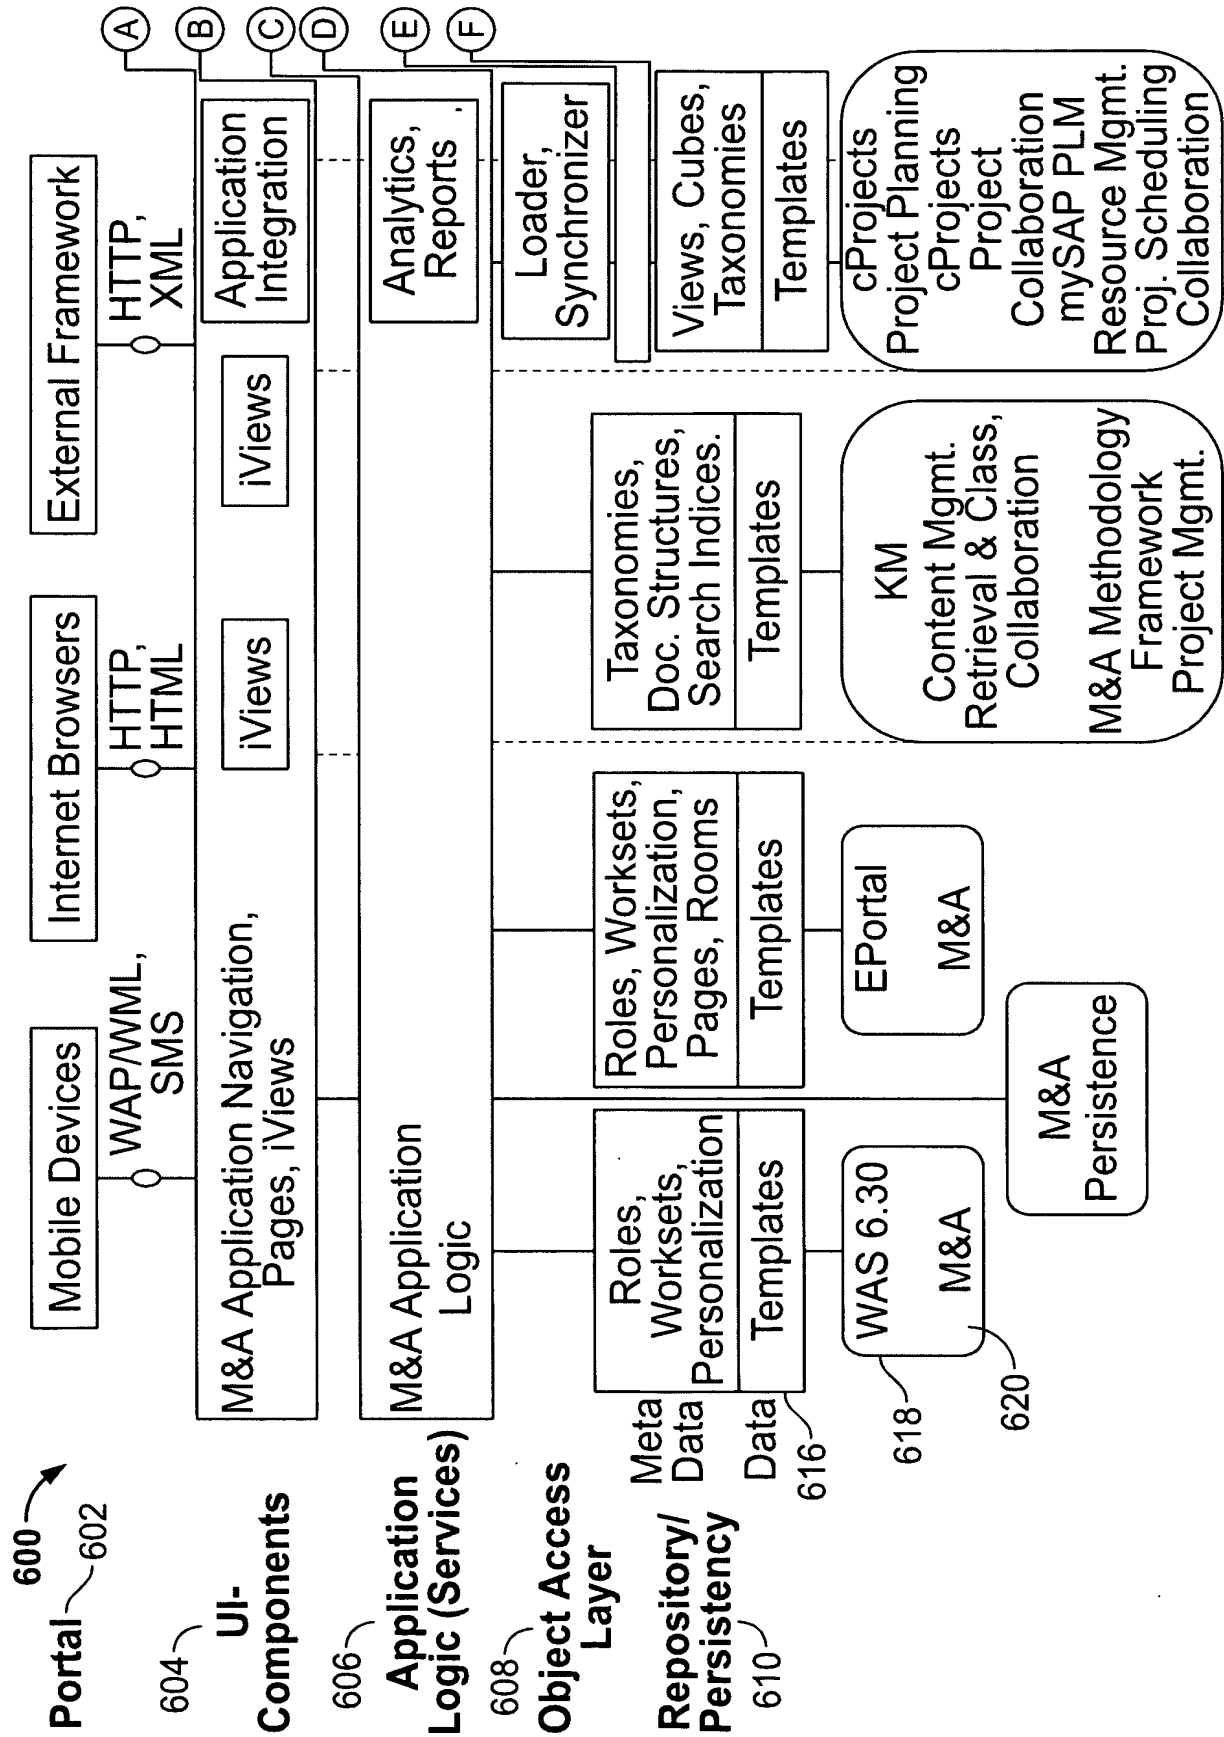 600
Portal
602
Mobile Devices
Internet Browsers
External Framework
WAP/WML,
SMS
HTTP,
HTML
HTTP,
XML
A
B
C
D
E
F
604
UI-
Components
M&A Application Navigation,
Pages, iViews
iViews
iViews
Application
Integration
606
Application
Logic (Services)
M&A Application
Logic
Analytics,
Reports
608
Object Access
Layer
Loader,
Synchronizer
Repository/
Persistency
610
Meta
Data
Data
616
Roles,
Worksets,
Personalization
Templates
Roles, Worksets,
Personalization,
Pages, Rooms
Templates
Taxonomies,
Doc. Structures,
Search Indices.
Templates
Views, Cubes,
Taxonomies
Templates
618
WAS 6.30
M&A
620
EPortal
M&A
M&A
Persistence
KM
Content Mgmt.
Retrieval & Class,
Collaboration
M&A Methodology
Framework
Project Mgmt.
cProjects
Project Planning
cProjects
Project
Collaboration
mySAP PLM
Resource Mgmt.
Proj. Scheduling
Collaboration